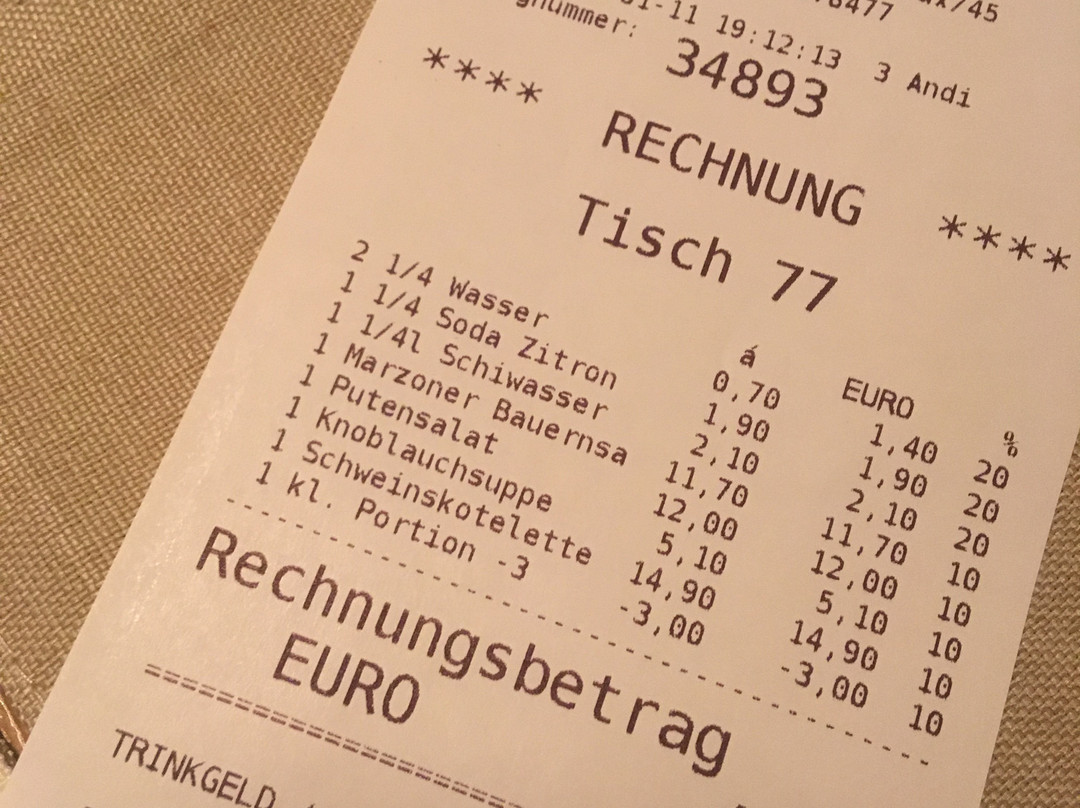 19:12:13 3 Andi
34893
**** RECHNUNG ****
Tisch 77
á EURO %
2 1/4 Wasser 0,70 1,40 20
1 1/4 Soda Zitron 1,90 1,90 20
1 1/4l Schiwasser 2,10 2,10 20
1 Marzoner Bauernsa 11,70 11,70 10
1 Putensalat 12,00 12,00 10
1 Knoblauchsuppe 5,10 5,10 10
1 Schweinskotelette 14,90 14,90 10
1 kl. Portion -3 -3,00 -3,00 10
Rechnungsbetrag
EURO
TRINKGELD